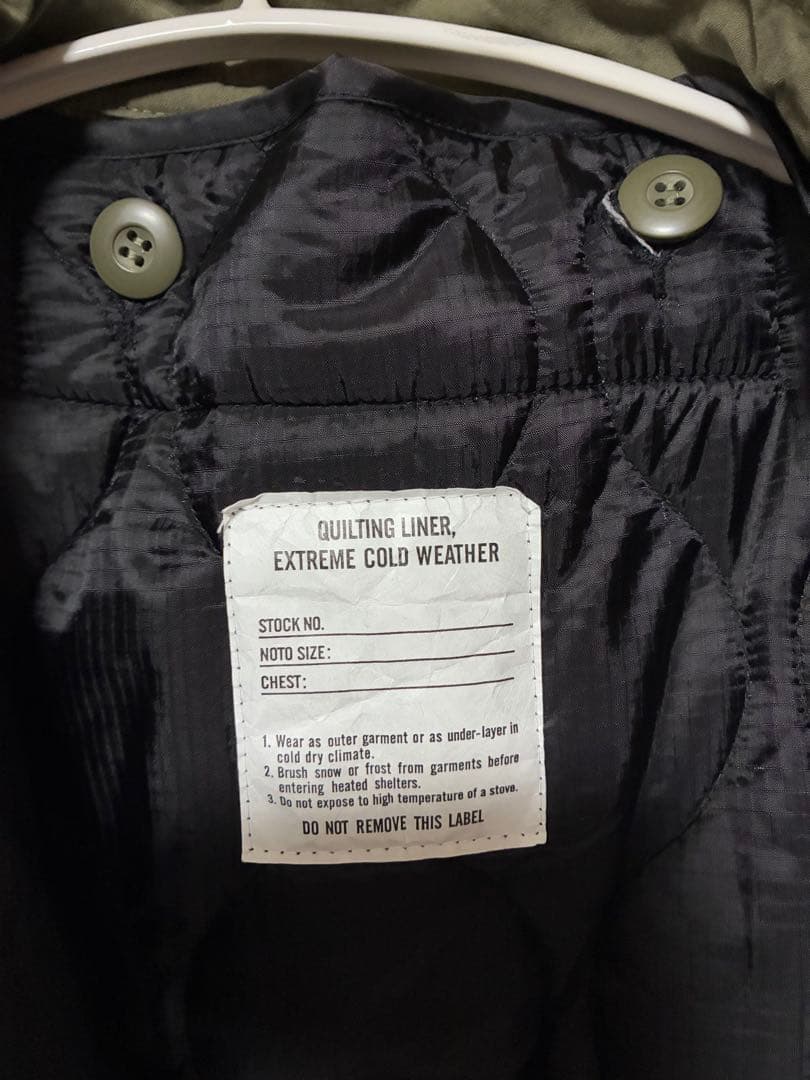 QUILTING LINER,
EXTREME COLD WEATHER
STOCK NO.
NOTO SIZE:
CHEST:
1. Wear as outer garment or as under-layer in
cold dry climate.
2. Brush snow or frost from garments before
entering heated shelters.
3. Do not expose to high temperature of a stove.
DO NOT REMOVE THIS LABEL